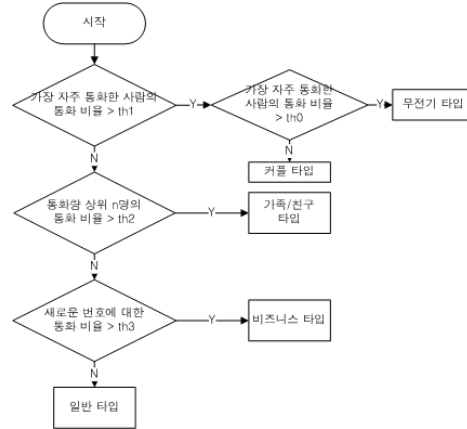 시작
가장 자주 통화한 사람의
통화 비율 > th1
Y
가장 자주 통화한
사람의 통화 비율
> th0
Y
무전기 타입
N
N
커플 타입
통화량 상위 n명의
통화 비율 > th2
Y
가족/친구
타입
N
새로운 번호에 대한
통화 비율 > th3
Y
비즈니스 타입
N
일반 타입